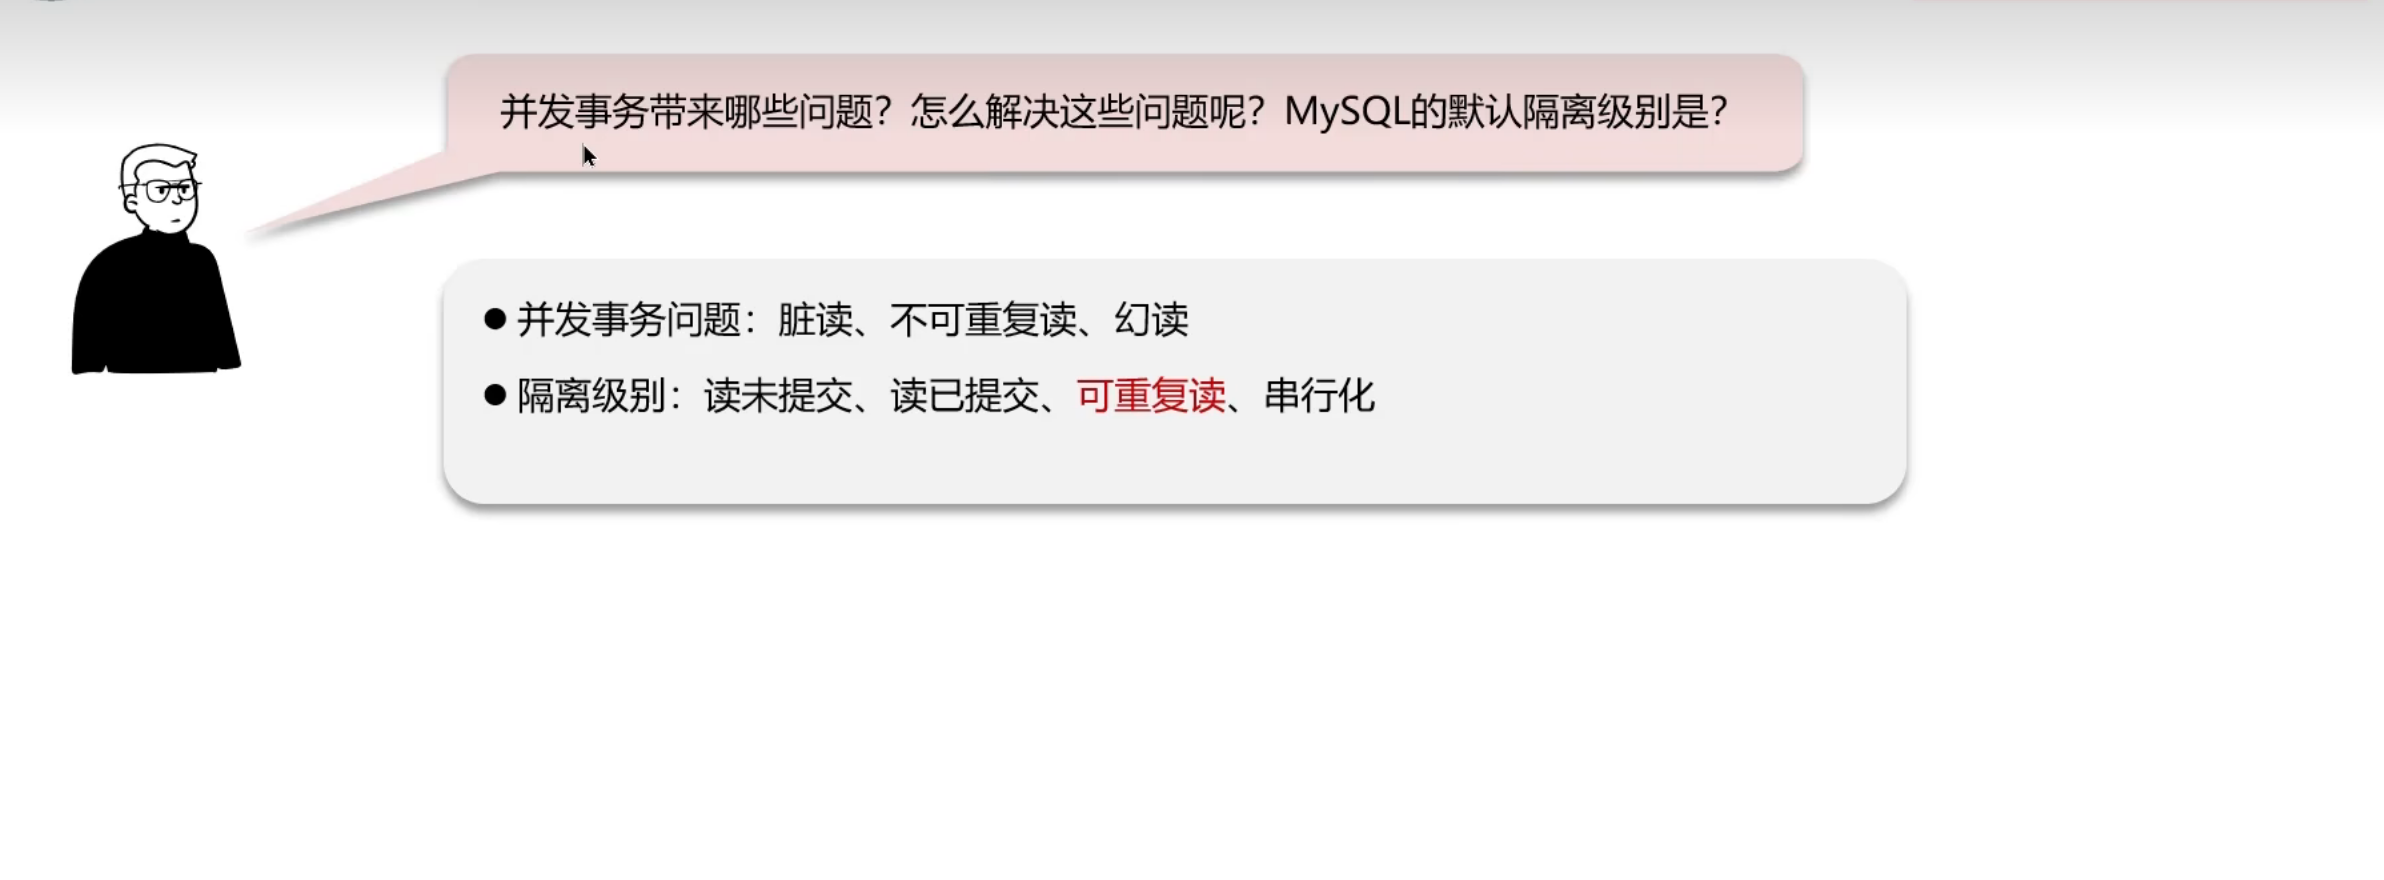 并发事务带来哪些问题？怎么解决这些问题呢？MySQL的默认隔离级别是？
● 并发事务问题：脏读、不可重复读、幻读
● 隔离级别：读未提交、读已提交、可重复读、串行化